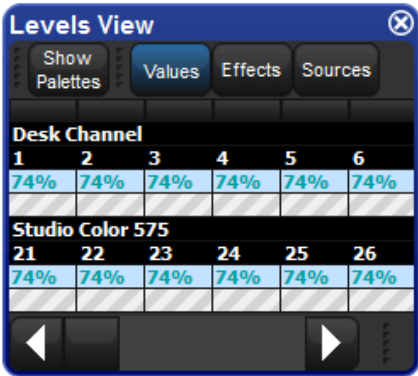 Levels View
Show Palettes Values Effects Sources
Desk Channel
1 2 3 4 5 6
74% 74% 74% 74% 74% 74%
Studio Color 575
21 22 23 24 25 26
74% 74% 74% 74% 74% 74%